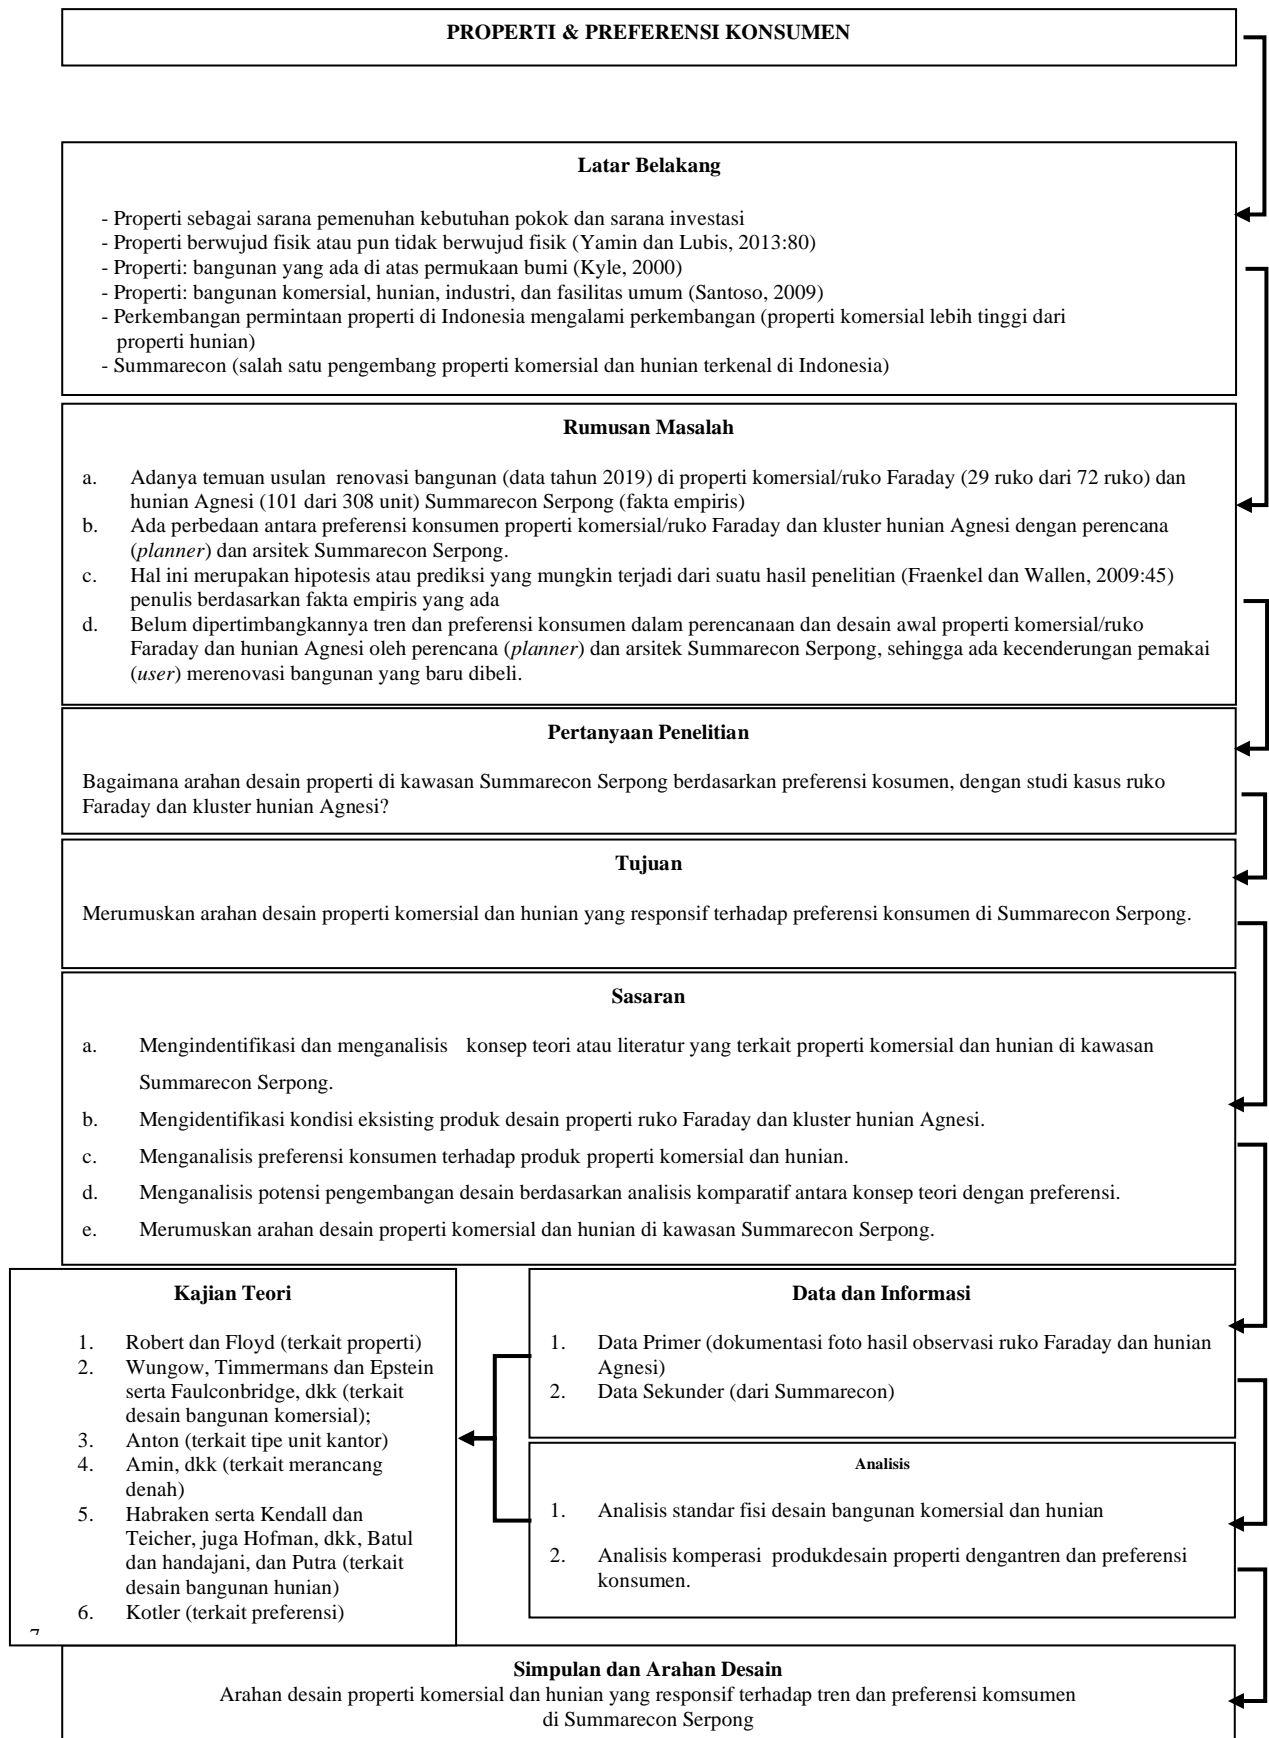 PROPERTI & PREFERENSI KONSUMEN
Latar Belakang
- Properti sebagai sarana pemenuhan kebutuhan pokok dan sarana investasi
- Properti berwujud fisik atau pun tidak berwujud fisik (Yamin dan Lubis, 2013:80)
- Properti: bangunan yang ada di atas permukaan bumi (Kyle, 2000)
- Properti: bangunan komersial, hunian, industri, dan fasilitas umum (Santoso, 2009)
- Perkembangan permintaan properti di Indonesia mengalami perkembangan (properti komersial lebih tinggi dari
properti hunian)
- Summarecon (salah satu pengembang properti komersial dan hunian terkenal di Indonesia)
Rumusan Masalah
a. Adanya temuan usulan renovasi bangunan (data tahun 2019) di properti komersial/ruko Faraday (29 ruko dari 72 ruko) dan
hunian Agnesi (101 dari 308 unit) Summarecon Serpong (fakta empiris)
b. Ada perbedaan antara preferensi konsumen properti komersial/ruko Faraday dan kluster hunian Agnesi dengan perencana
(planner) dan arsitek Summarecon Serpong.
c. Hal ini merupakan hipotesis atau prediksi yang mungkin terjadi dari suatu hasil penelitian (Fraenkel dan Wallen, 2009:45)
penulis berdasarkan fakta empiris yang ada
d. Belum dipertimbangkannya tren dan preferensi konsumen dalam perencanaan dan desain awal properti komersial/ruko
Faraday dan hunian Agnesi oleh perencana (planner) dan arsitek Summarecon Serpong, sehingga ada kecenderungan pemakai
(user) merenovasi bangunan yang baru dibeli.
Pertanyaan Penelitian
Bagaimana arahan desain properti di kawasan Summarecon Serpong berdasarkan preferensi kosumen, dengan studi kasus ruko
Faraday dan kluster hunian Agnesi?
Tujuan
Merumuskan arahan desain properti komersial dan hunian yang responsif terhadap preferensi konsumen di Summarecon Serpong.
Sasaran
a. Mengindentifikasi dan menganalisis konsep teori atau literatur yang terkait properti komersial dan hunian di kawasan
Summarecon Serpong.
b. Mengidentifikasi kondisi eksisting produk desain properti ruko Faraday dan kluster hunian Agnesi.
c. Menganalisis preferensi konsumen terhadap produk properti komersial dan hunian.
d. Menganalisis potensi pengembangan desain berdasarkan analisis komparatif antara konsep teori dengan preferensi.
e. Merumuskan arahan desain properti komersial dan hunian di kawasan Summarecon Serpong.
Kajian Teori
1. Robert dan Floyd (terkait properti)
2. Wungow, Timmermans dan Epstein
serta Faulconbridge, dkk (terkait
desain bangunan komersial);
3. Anton (terkait tipe unit kantor)
4. Amin, dkk (terkait merancang
denah)
5. Habraken serta Kendall dan
Teicher, juga Hofman, dkk, Batul
dan handajani, dan Putra (terkait
desain bangunan hunian)
6. Kotler (terkait preferensi)
Data dan Informasi
1. Data Primer (dokumentasi foto hasil observasi ruko Faraday dan hunian
Agnesi)
2. Data Sekunder (dari Summarecon)
Analisis
1. Analisis standar fisi desain bangunan komersial dan hunian
2. Analisis komperasi produkdesain properti dengantren dan preferensi
konsumen.
Simpulan dan Arahan Desain
Arahan desain properti komersial dan hunian yang responsif terhadap tren dan preferensi komsumen
di Summarecon Serpong